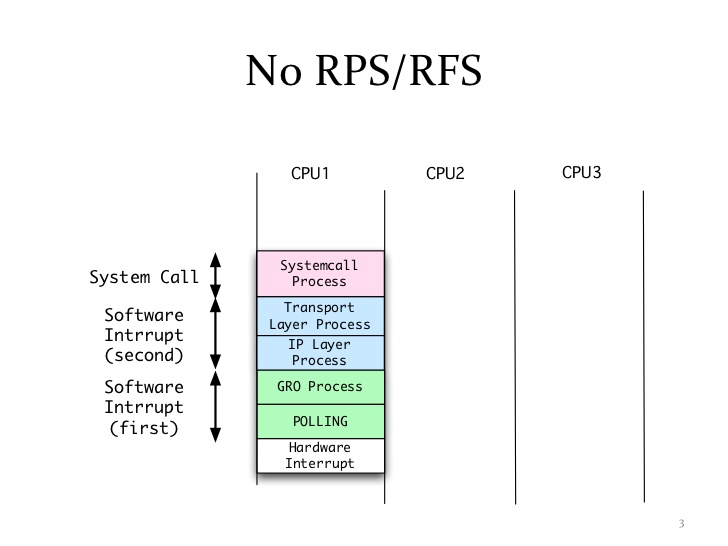 No RPS/RFS
CPU1
CPU2
CPU3
System Call
Systemcall
Process
Software
Intrrupt
(second)
Transport
Layer Process
IP Layer
Process
Software
Intrrupt
(first)
GRO Process
POLLING
Hardware
Interrupt
3